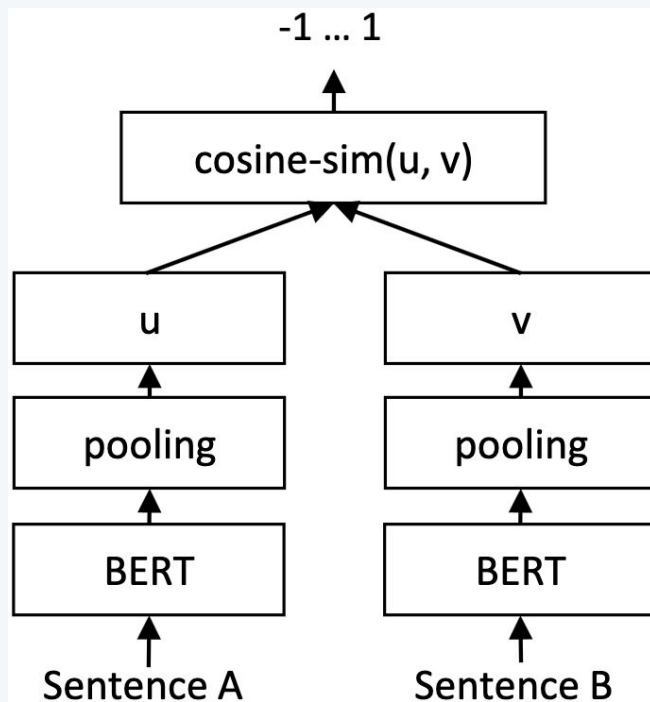 -1 ... 1
cosine-sim(u, v)
u
v
pooling
pooling
BERT
BERT
Sentence A
Sentence B